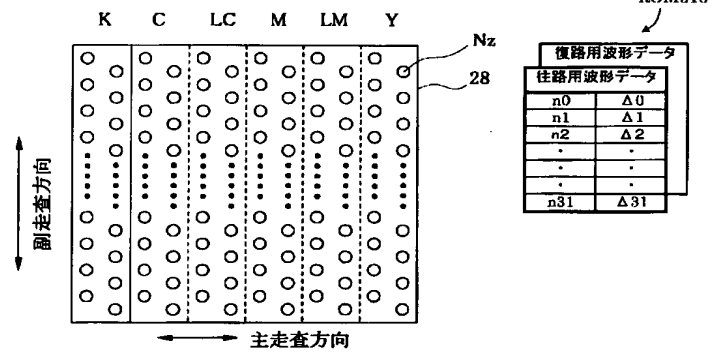 K C LC M LM Y
Nz
28
副走査方向
主走査方向
復路用波形データ
往路用波形データ
n0 Δ0
n1 Δ1
n2 Δ2
n31 Δ31